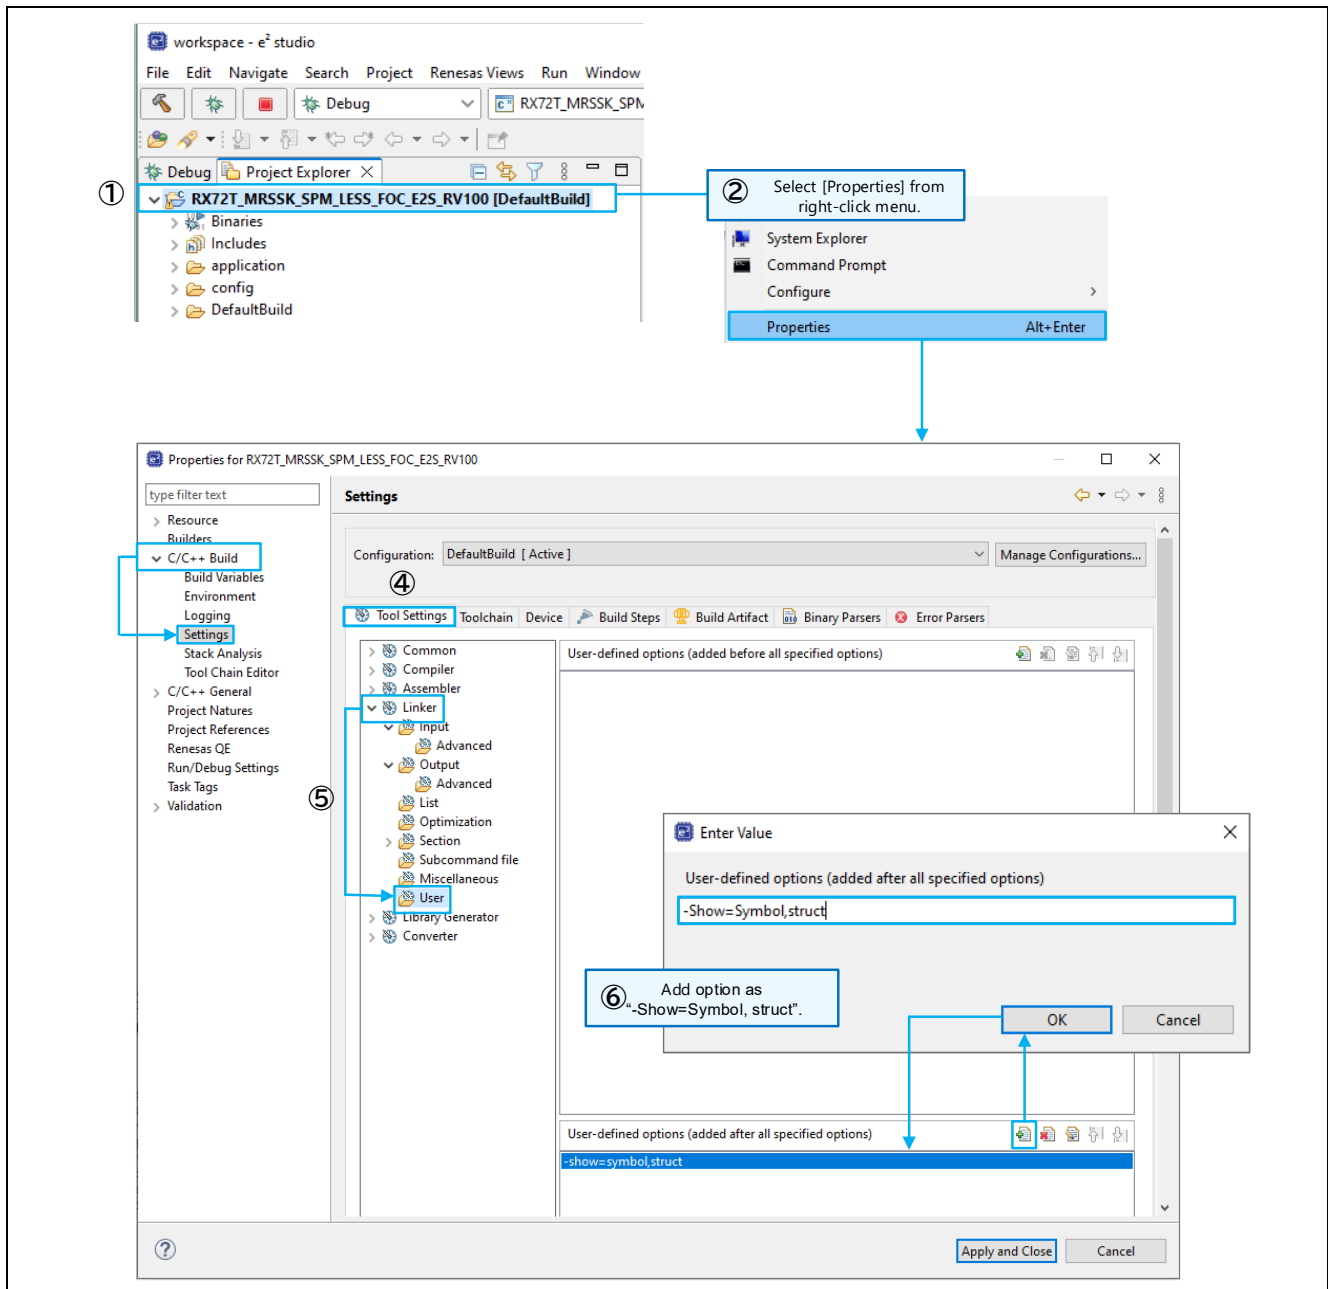 workspace - e² studio
File Edit Navigate Search Project Renesas Views Run Window
Debug RX72T_MRSSK_SPM
Debug Project Explorer
① RX72T_MRSSK_SPM_LESS_FOC_E2S_RV100 [DefaultBuild]
Binaries
Includes
application
config
DefaultBuild
② Select [Properties] from
right-click menu.
System Explorer
Command Prompt
Configure
Properties Alt+Enter
Properties for RX72T_MRSSK_SPM_LESS_FOC_E2S_RV100
type filter text
Resource
Builders
C/C++ Build
Build Variables
Environment
Logging
Settings
Stack Analysis
Tool Chain Editor
C/C++ General
Project Natures
Project References
Renesas QE
Run/Debug Settings
Task Tags
Validation
Settings
Configuration: DefaultBuild [ Active ] Manage Configurations...
④
Tool Settings Toolchain Device Build Steps Build Artifact Binary Parsers Error Parsers
Common
Compiler
Assembler
Linker
Input
Advanced
Output
Advanced
⑤
List
Optimization
Section
Subcommand file
Miscellaneous
User
Library Generator
Converter
User-defined options (added before all specified options)
Enter Value
User-defined options (added after all specified options)
-Show=Symbol,struct
⑥ Add option as
"-Show=Symbol, struct".
OK Cancel
User-defined options (added after all specified options)
-show=symbol,struct
Apply and Close Cancel